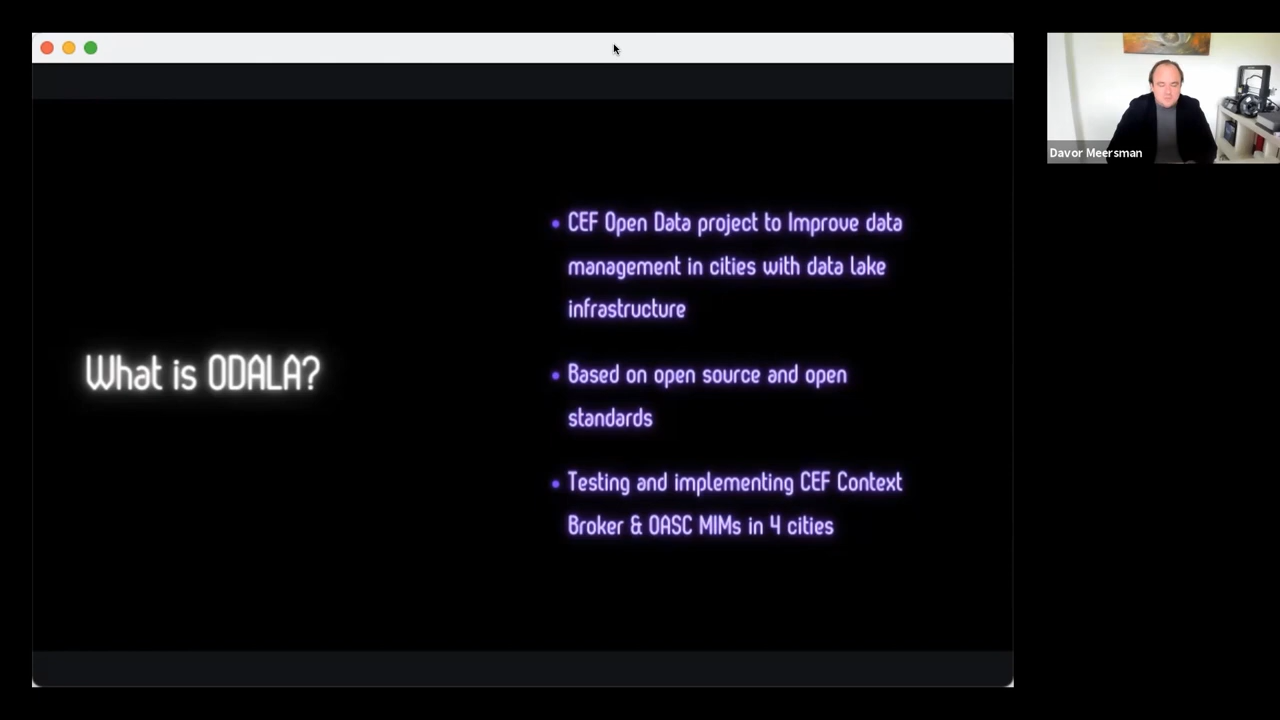 What is ODALA?
• CEF Open Data project to Improve data
management in cities with data lake
infrastructure
• Based on open source and open
standards
• Testing and implementing CEF Context
Broker & OASC MIMs in 4 cities
Davor Meersman